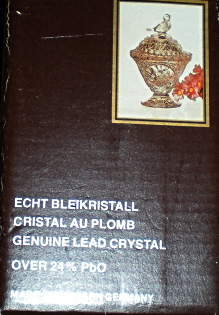 ECHT BLEIKRISTALL
CRISTAL AU PLOMB
GENUINE LEAD CRYSTAL
OVER 24% PbO
GERMANY